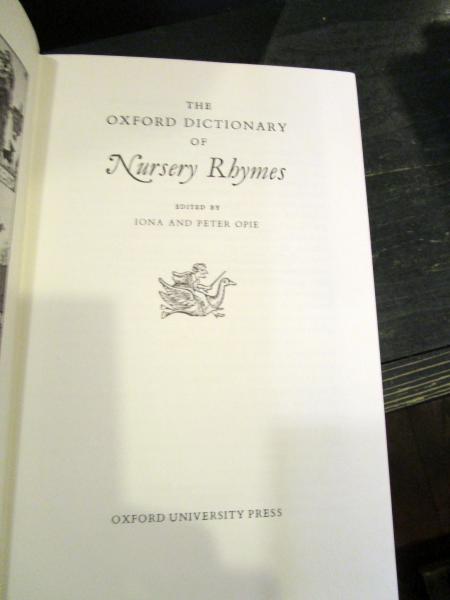 THE
OXFORD DICTIONARY
OF
Nursery Rhymes
EDITED BY
IONA AND PETER OPIE
OXFORD UNIVERSITY PRESS